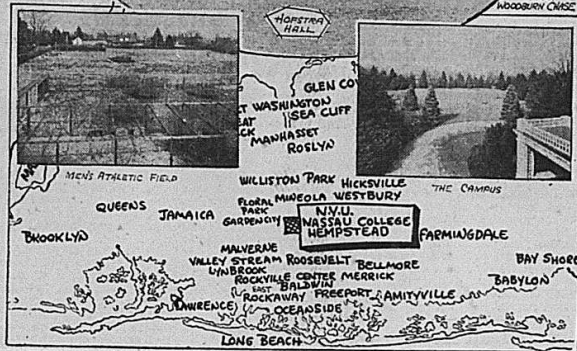 HOFSTRA
HALL
WOODBURN CHASE
GLEN CO
WASHINGTON
SEA CLIFF
MANHASSET
ROSLYN
MEN'S ATHLETIC FIELD
THE CAMPUS
WILLISTON PARK
HICKSVILLE
QUEENS
JAMAICA
FLORAL
PARK
MINEOLA
WESTBURY
GARDEN CITY
N.Y.U.
NASSAU COLLEGE
HEMPSTEAD
BROOKLYN
FARMINGDALE
MALVERNE
VALLEY STREAM
ROOSEVELT
BELLMORE
BAY SHORE
LYNBROOK
ROCKVILLE CENTER
MERRICK
BABYLON
EAST
ROCKAWAY
BALDWIN
FREEPORT
AMITYVILLE
LAWRENCE
OCEANSIDE
LONG BEACH